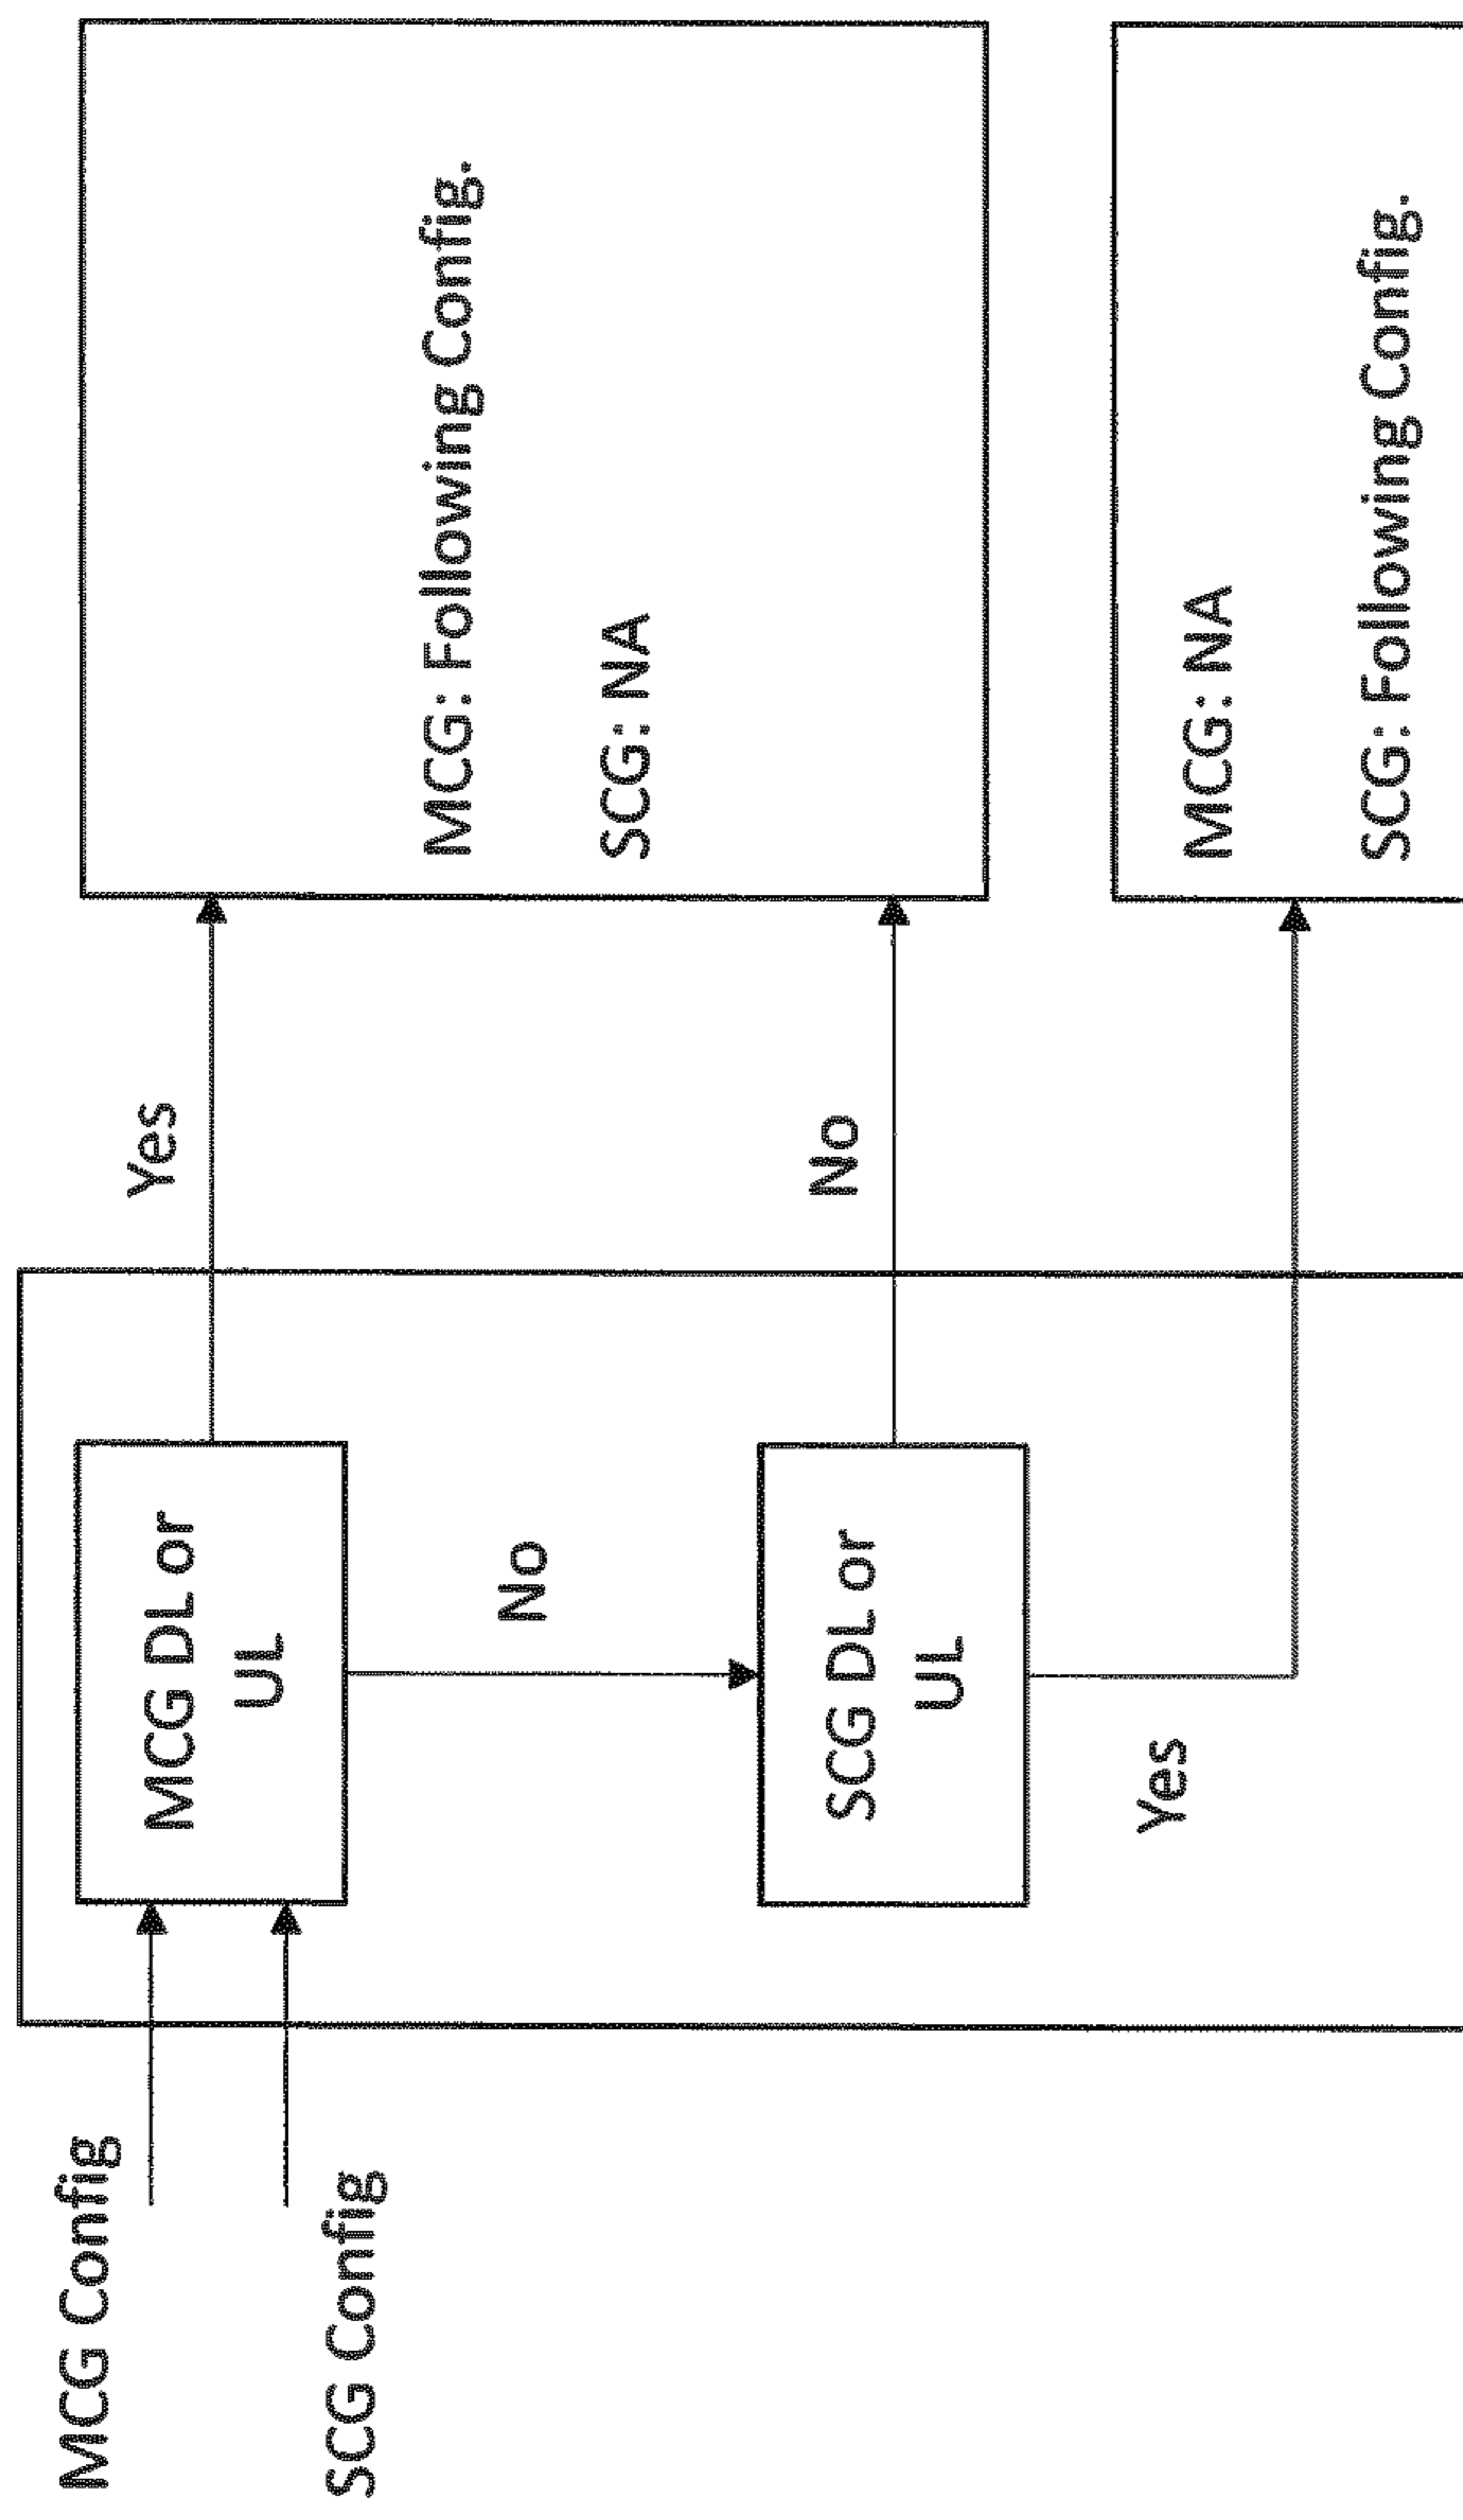 MCG Config
SCG Config
MCG DL or
UL
Yes
No
SCG DL or
UL
No
Yes
MCG: Following Config.
SCG: NA
MCG: NA
SCG: Following Config.